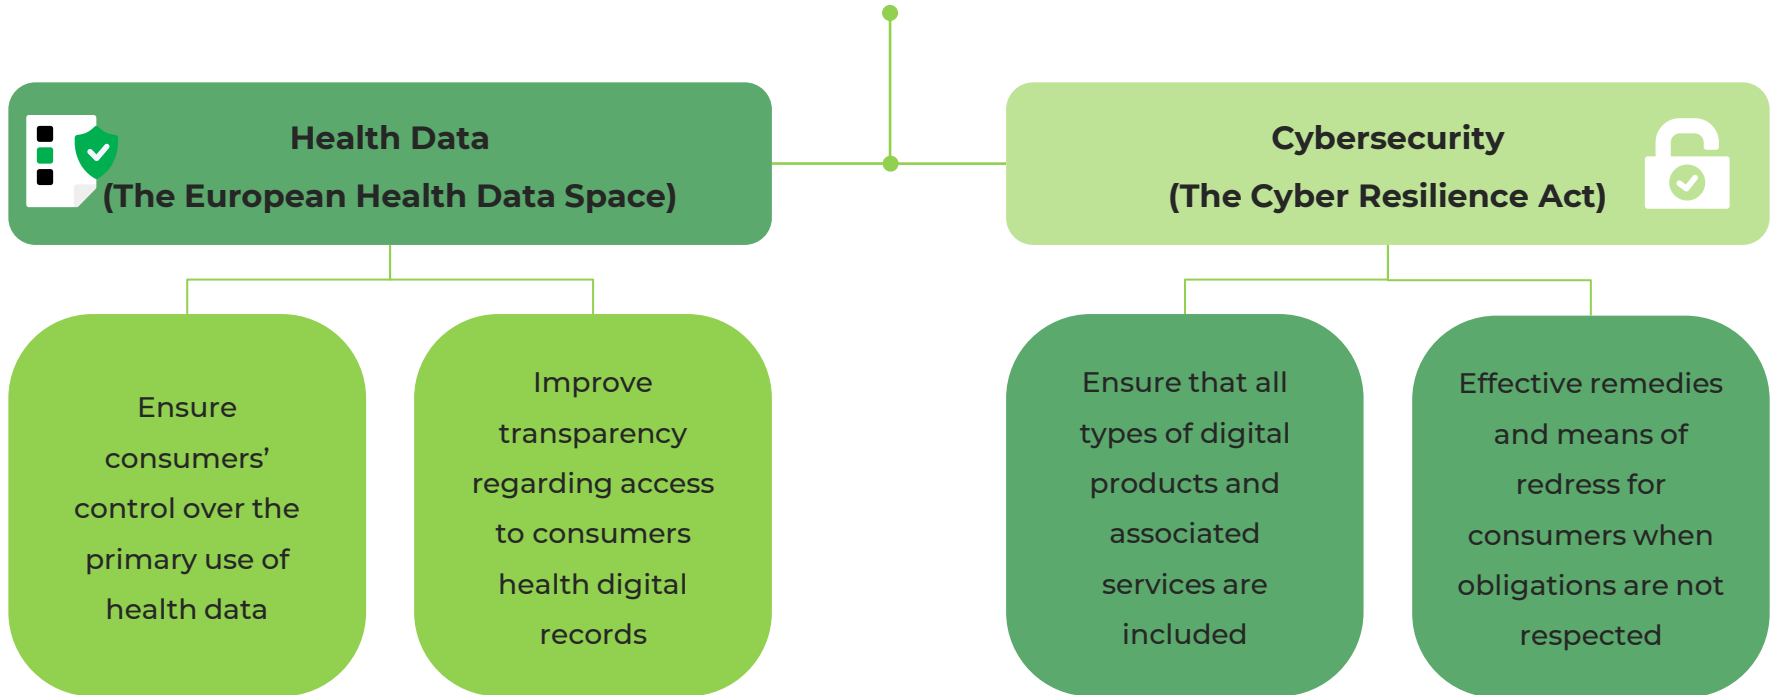 Health Data
(The European Health Data Space)
Cybersecurity
(The Cyber Resilience Act)
Ensure
consumers’
control over the
primary use of
health data
Improve
transparency
regarding access
to consumers
health digital
records
Ensure that all
types of digital
products and
associated
services are
included
Effective remedies
and means of
redress for
consumers when
obligations are not
respected